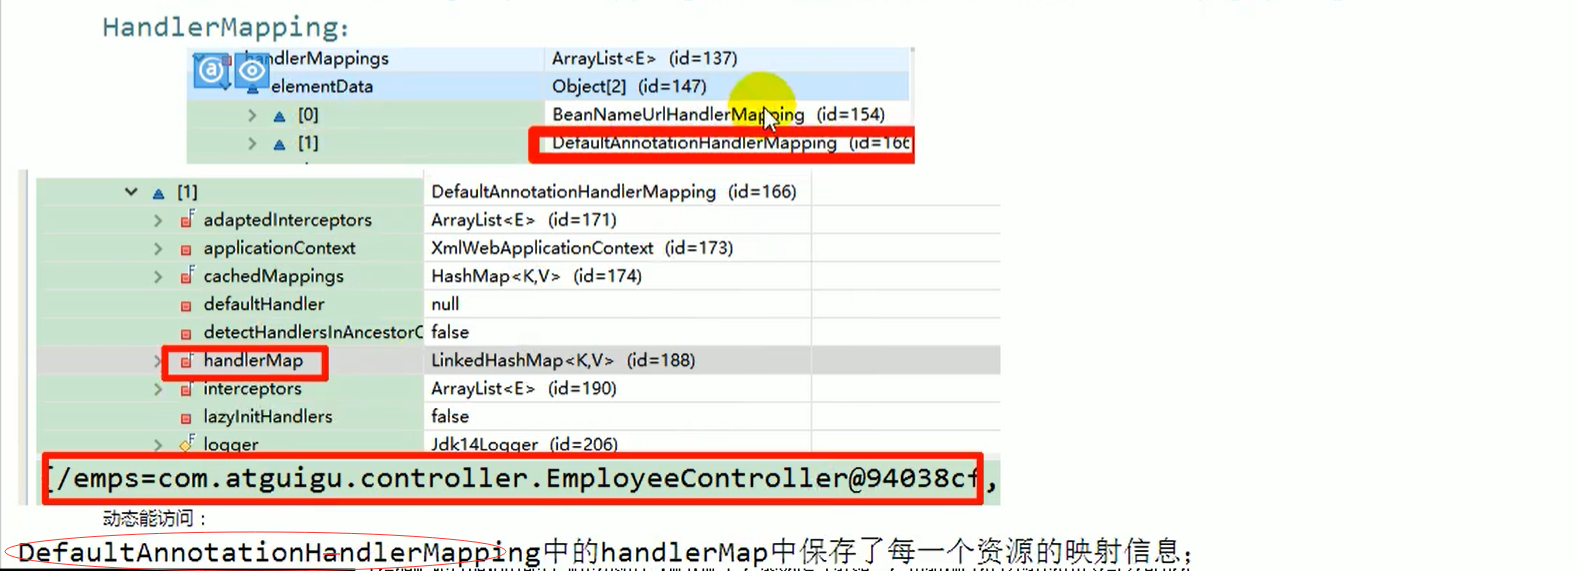 HandlerMapping:
handlerMappings ArrayList<E> (id=137)
elementData Object[2] (id=147)
[0] BeanNameUrlHandlerMapping (id=154)
[1] DefaultAnnotationHandlerMapping (id=166
[1] DefaultAnnotationHandlerMapping (id=166)
adaptedInterceptors ArrayList<E> (id=171)
applicationContext XmlWebApplicationContext (id=173)
cachedMappings HashMap<K,V> (id=174)
defaultHandler null
detectHandlersInAncestorC false
handlerMap LinkedHashMap<K,V> (id=188)
interceptors ArrayList<E> (id=190)
lazyInitHandlers false
logger Jdk14Logger (id=206)
[/emps=com.atguigu.controller.EmployeeController@94038cf,
动态能访问：
DefaultAnnotationHandlerMapping中的handlerMap中保存了每一个资源的映射信息；